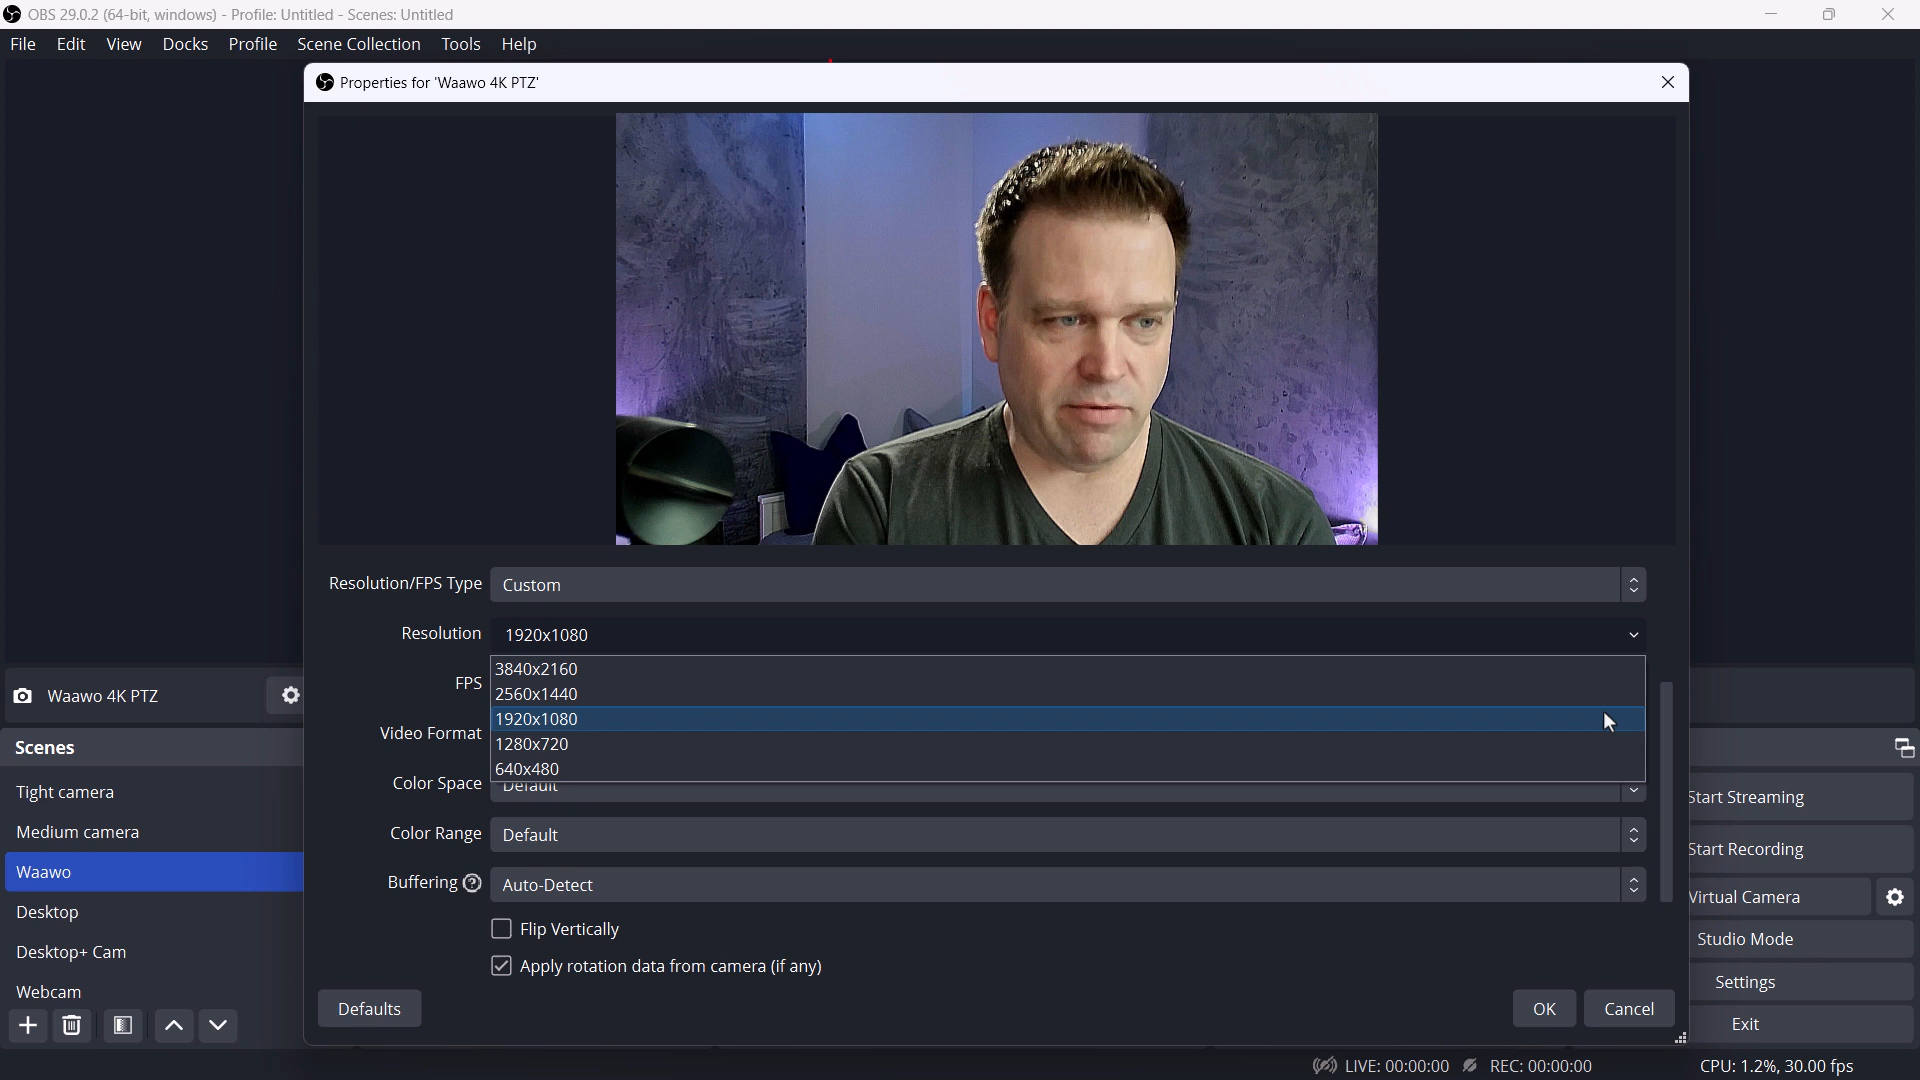 OBS 29.0.2 (64-bit, windows) - Profile: Untitled - Scenes: Untitled
File Edit View Docks Profile Scene Collection Tools Help
Properties for 'Waawo 4K PTZ'
Resolution/FPS Type Custom
Resolution 1920x1080
3840x2160
FPS
2560x1440
1920x1080
Video Format
1280x720
640x480
Color Space Default
Color Range Default
Buffering ? Auto-Detect
Flip Vertically
Apply rotation data from camera (if any)
Defaults
OK
Cancel
Waawo 4K PTZ
Scenes
Tight camera
Medium camera
Waawo
Desktop
Desktop+ Cam
Webcam
Start Streaming
Start Recording
Virtual Camera
Studio Mode
Settings
Exit
LIVE: 00:00:00 REC: 00:00:00 CPU: 1.2%, 30.00 fps